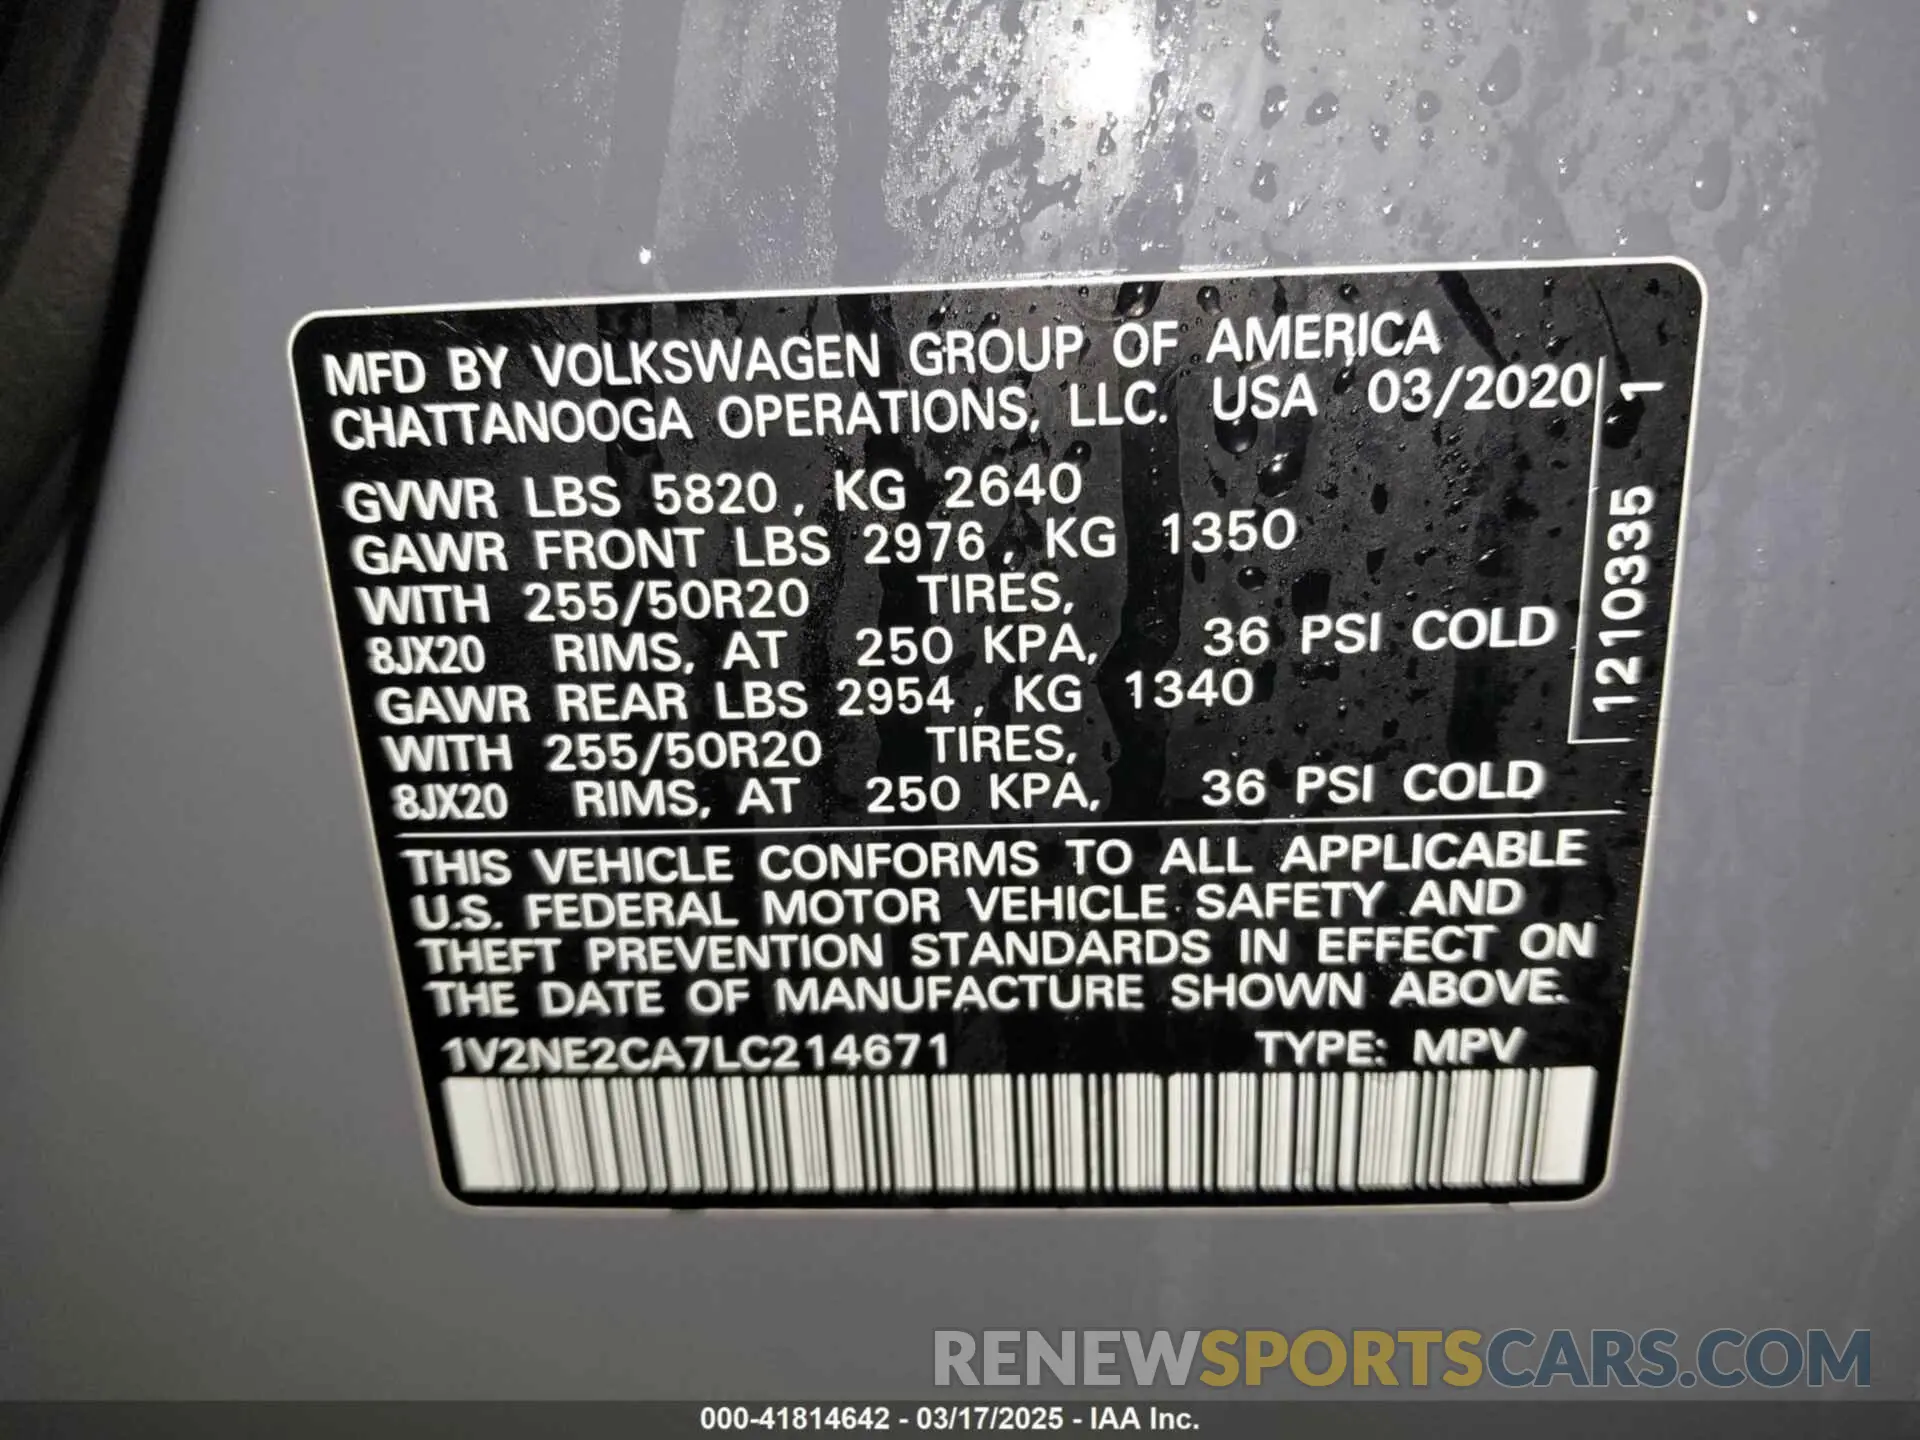 MFD BY VOLKSWAGEN GROUP OF AMERICA
CHATTANOOGA OPERATIONS, LLC. USA 03/2020
GVWR LBS 5820, KG 2640
GAWR FRONT LBS 2976, KG 1350
WITH 255/50R20 TIRES,
8JX20 RIMS, AT 250 KPA, 36 PSI COLD
GAWR REAR LBS 2954, KG 1340
WITH 255/50R20 TIRES,
8JX20 RIMS, AT 250 KPA, 36 PSI COLD
1210335 1
THIS VEHICLE CONFORMS TO ALL APPLICABLE
U.S. FEDERAL MOTOR VEHICLE SAFETY AND
THEFT PREVENTION STANDARDS IN EFFECT ON
THE DATE OF MANUFACTURE SHOWN ABOVE.
1V2NE2CA7LC214671 TYPE: MPV
RENEWSPORTSCARS.COM
000-41814642 - 03/17/2025 - IAA Inc.